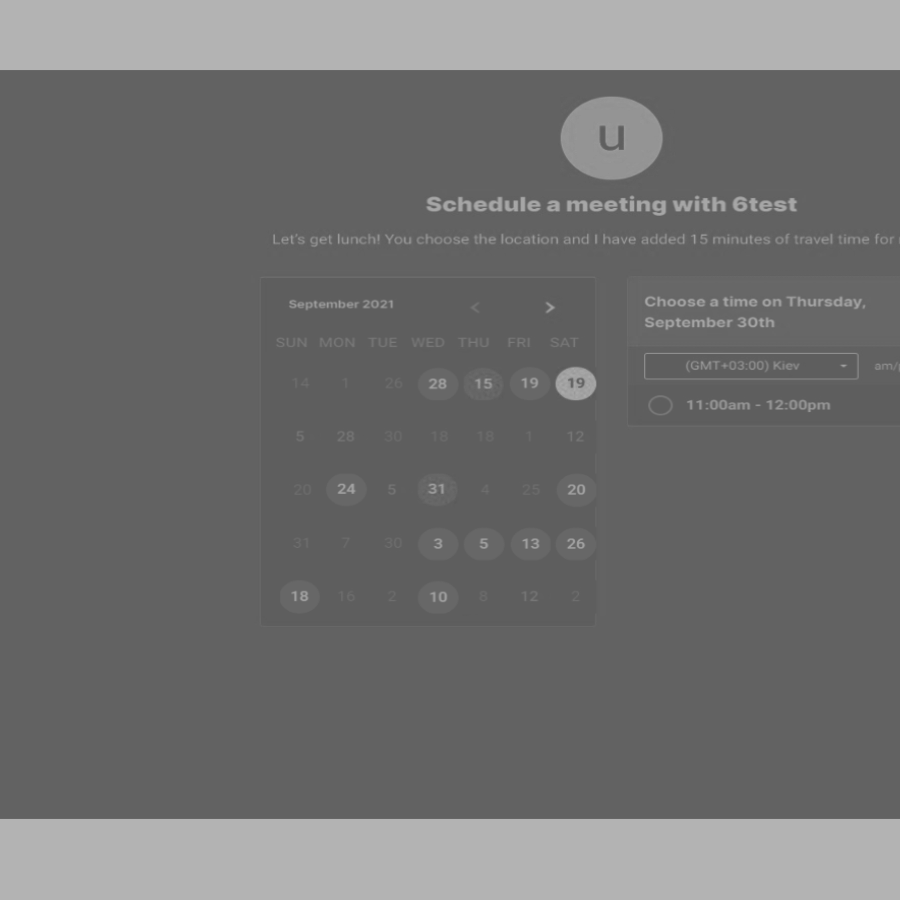 u
Schedule a meeting with 6test
Let's get lunch! You choose the location and I have added 15 minutes of travel time for
September 2021
SUN MON TUE WED THU FRI SAT
14 1 26 28 15 19 19
5 28 30 18 18 1 12
20 24 5 31 4 25 20
31 7 30 3 5 13 26
18 16 2 10 8 12 2
Choose a time on Thursday,
September 30th
(GMT+03:00) Kiev
am/
11:00am - 12:00pm